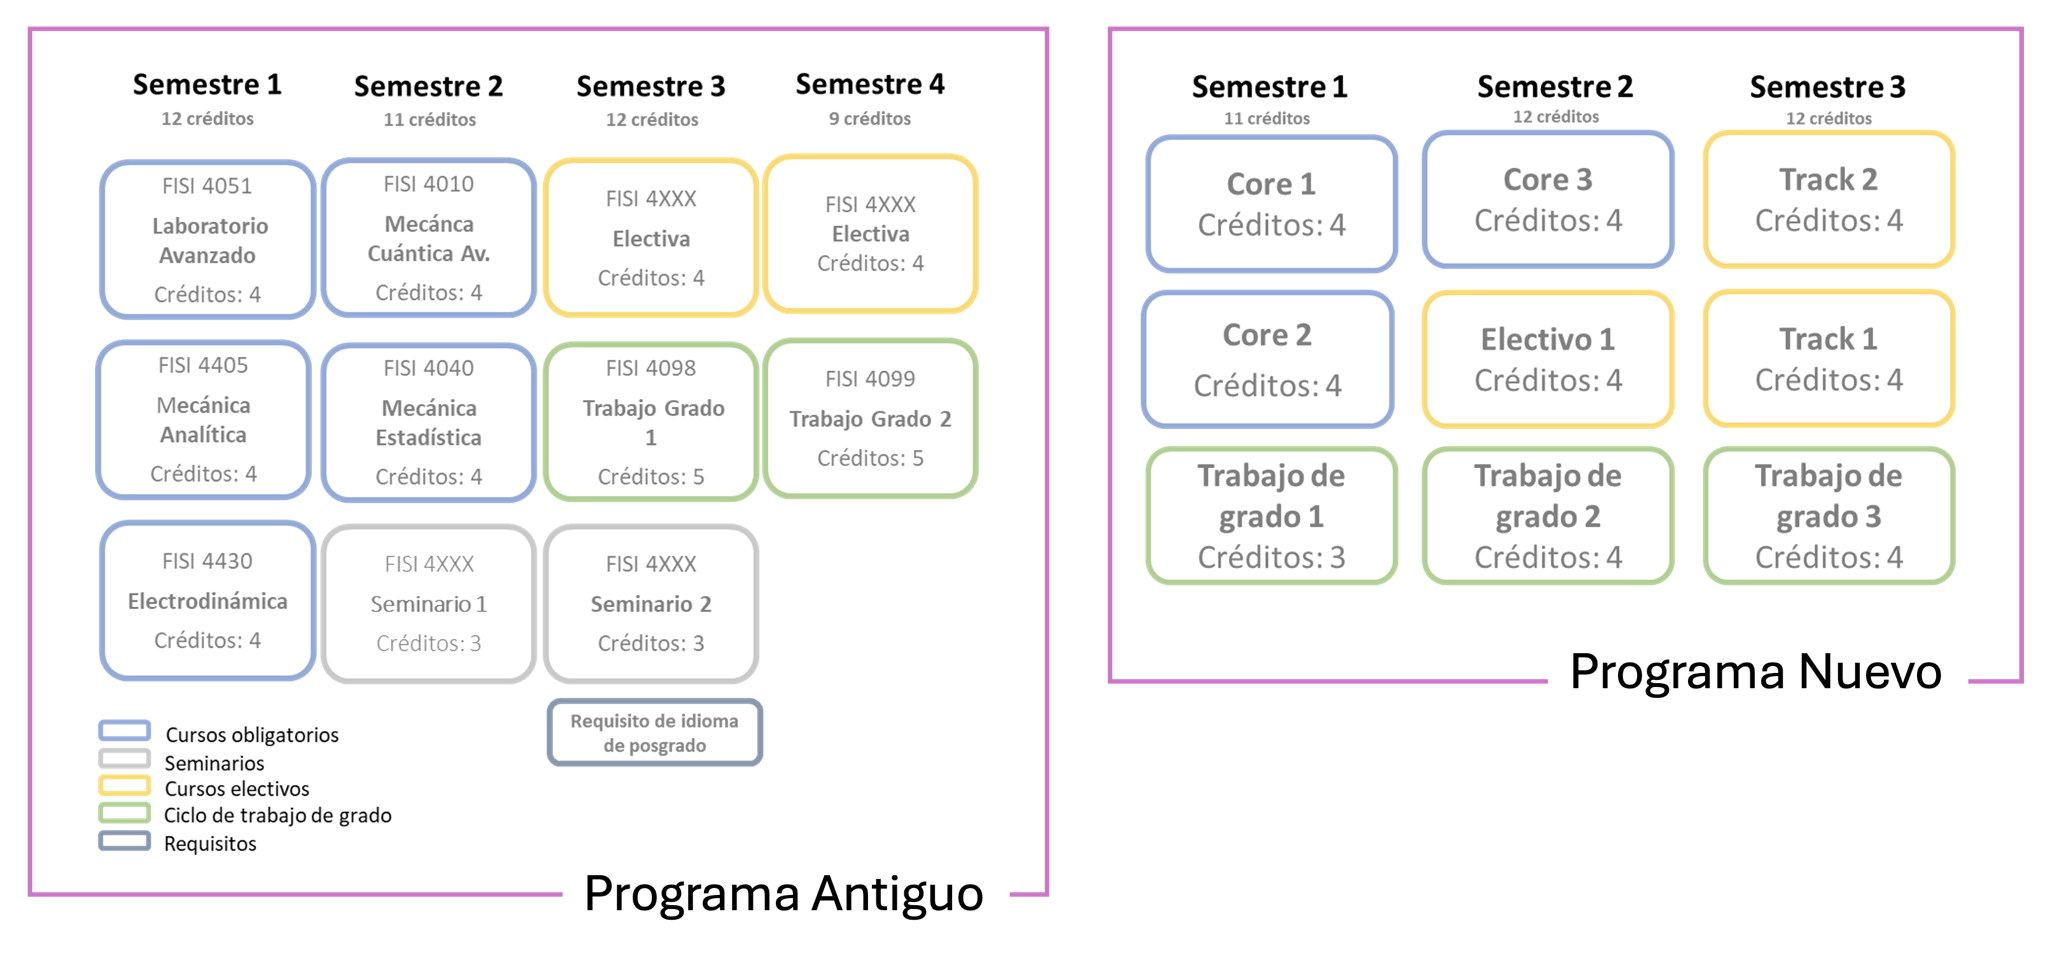 Semestre 1
12 créditos
FISI 4051
Laboratorio
Avanzado
Créditos: 4
FISI 4405
Mecánica
Analítica
Créditos: 4
FISI 4430
Electrodinámica
Créditos: 4
Semestre 2
11 créditos
FISI 4010
Mecánca
Cuántica Av.
Créditos: 4
FISI 4040
Mecánica
Estadística
Créditos: 4
FISI 4XXX
Seminario 1
Créditos: 3
Semestre 3
12 créditos
FISI 4XXX
Electiva
Créditos: 4
FISI 4098
Trabajo Grado
1
Créditos: 5
FISI 4XXX
Seminario 2
Créditos: 3
Requisito de idioma
de posgrado
Semestre 4
9 créditos
FISI 4XXX
Electiva
Créditos: 4
FISI 4099
Trabajo Grado 2
Créditos: 5
Cursos obligatorios
Seminarios
Cursos electivos
Ciclo de trabajo de grado
Requisitos
Programa Antiguo
Semestre 1
11 créditos
Core 1
Créditos: 4
Core 2
Créditos: 4
Trabajo de
grado 1
Créditos: 3
Semestre 2
12 créditos
Core 3
Créditos: 4
Electivo 1
Créditos: 4
Trabajo de
grado 2
Créditos: 4
Semestre 3
12 créditos
Track 2
Créditos: 4
Track 1
Créditos: 4
Trabajo de
grado 3
Créditos: 4
Programa Nuevo